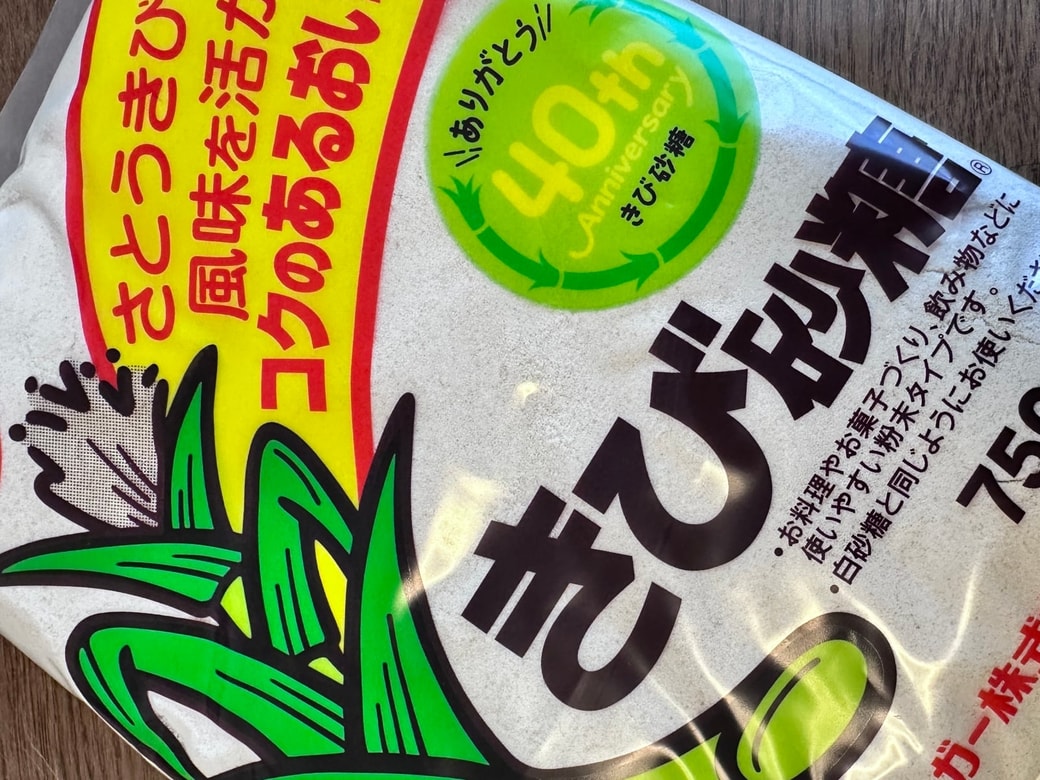 さとうきび
風味を活か
コクのあるおい
ありがとう
40th
Anniversary
きび砂糖
きび砂糖®
・お料理やお菓子づくり、飲み物などに
使いやすい粉末タイプです。
・白砂糖と同じようにお使いくださ
750
ガー株式